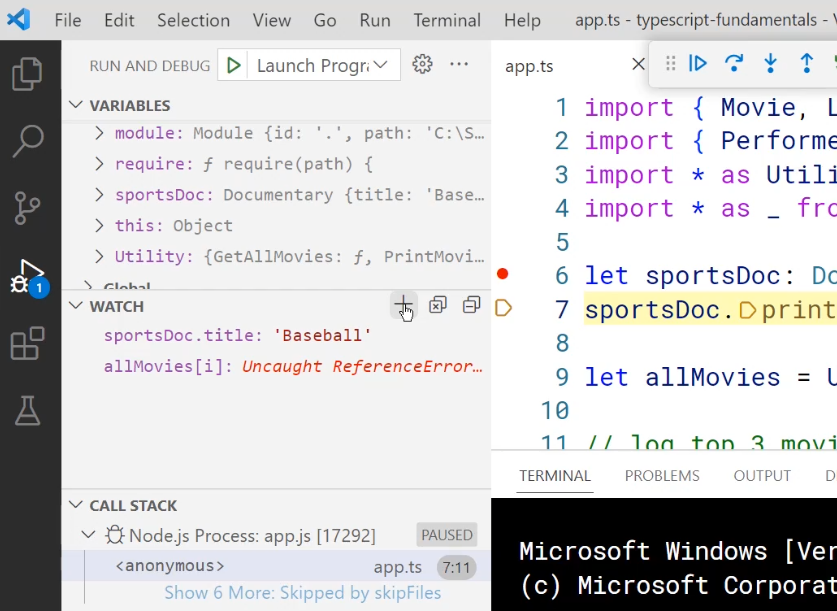 File Edit Selection View Go Run Terminal Help app.ts - typescript-fundamentals -
RUN AND DEBUG Launch Progra
app.ts
VARIABLES
module: Module {id: '.', path: 'C:\S…
require: ƒ require(path) {
sportsDoc: Documentary {title: 'Base…
this: Object
Utility: {GetAllMovies: ƒ, PrintMovi…
Global
1
WATCH
sportsDoc.title: 'Baseball'
allMovies[i]: Uncaught ReferenceError…
CALL STACK
Node.js Process: app.js [17292] PAUSED
<anonymous> app.ts 7:11
Show 6 More: Skipped by skipFiles
1 import { Movie, L
2 import { Performe
3 import * as Utili
4 import * as _ fro
5
6 let sportsDoc: Do
7 sportsDoc.print
8
9 let allMovies =
10
11 // log top 3 movi
TERMINAL PROBLEMS OUTPUT D
Microsoft Windows [Ver
(c) Microsoft Corporat